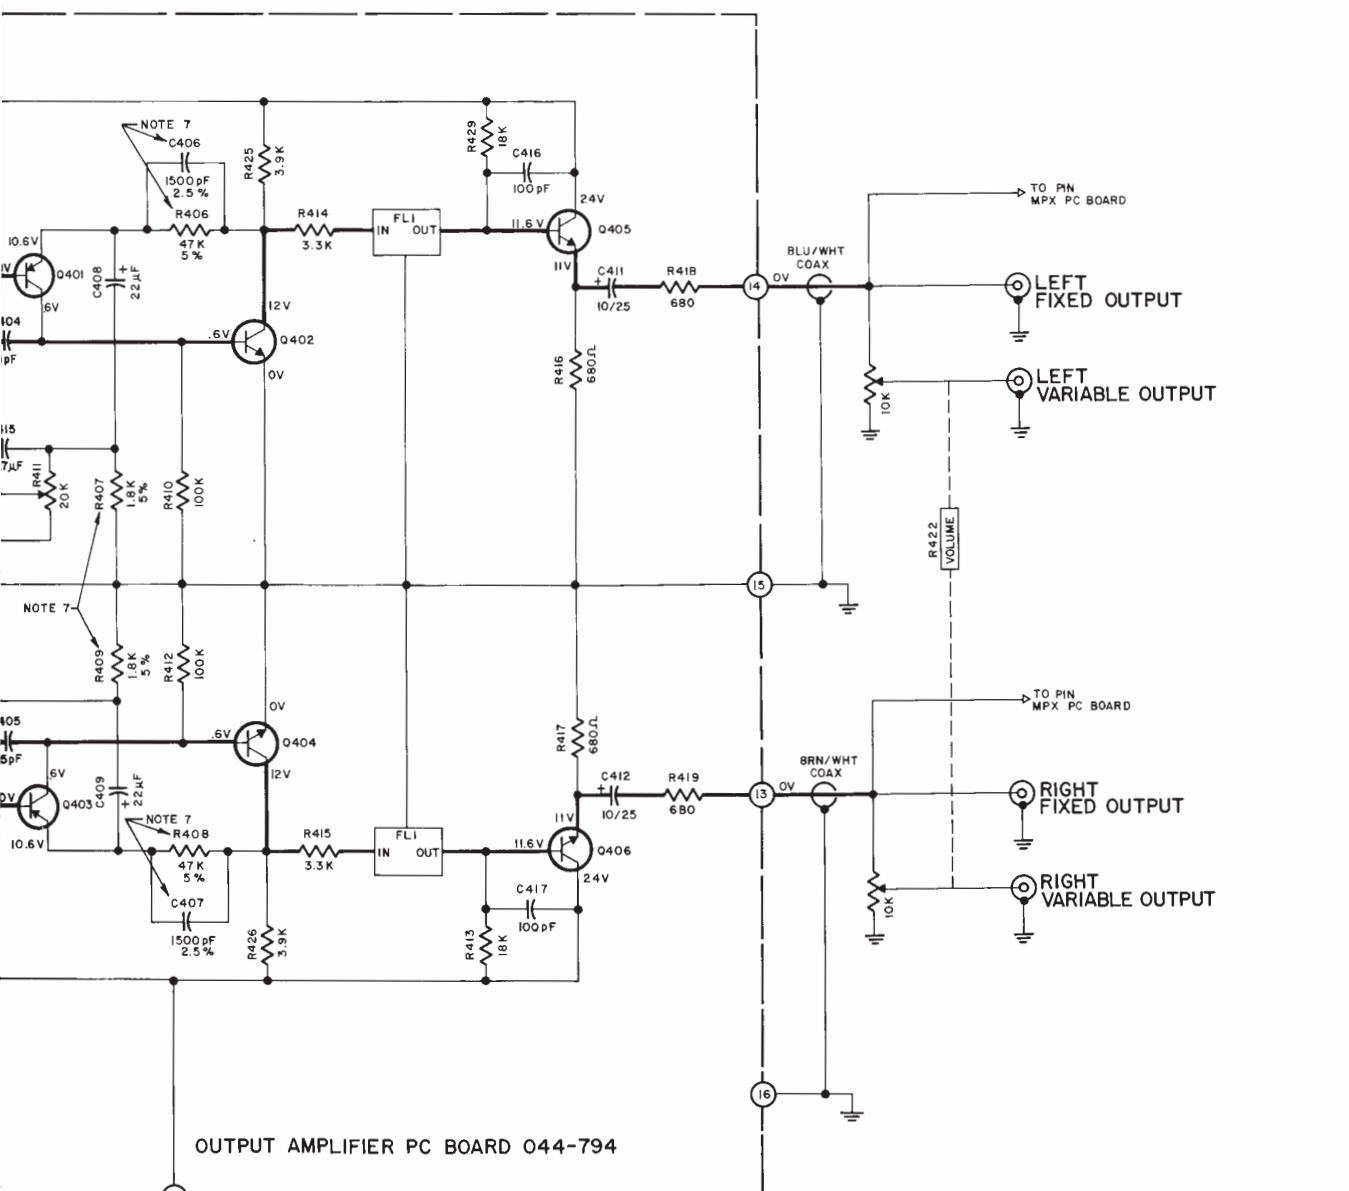 NOTE 7
C406
1500pF
2.5%
R406
47K
5%
R425
3.9K
R414
3.3K
FL1
IN OUT
R429
18K
C416
100pF
24V
11.6V
Q405
11V
C411
+
10/25
R418
680
14
0V
BLU/WHT
COAX
TO PIN
MPX PC BOARD
LEFT
FIXED OUTPUT
LEFT
VARIABLE OUTPUT
10K
10.6V
Q401
.6V
C408
+
22µF
12V
.6V
Q402
0V
R416
680Ω
R411
20K
R407
1.8K
5%
R410
100K
R422
VOLUME
15
NOTE 7
R409
1.8K
5%
R412
100K
TO PIN
MPX PC BOARD
0V
.6V
Q404
12V
R417
680Ω
C412
+
10/25
R419
680
13
0V
BRN/WHT
COAX
RIGHT
FIXED OUTPUT
RIGHT
VARIABLE OUTPUT
10K
.6V
Q403
10.6V
C409
22µF
+
NOTE 7
R408
47K
5%
C407
1500pF
2.5%
R415
3.3K
FL1
IN OUT
11V
11.6V
Q406
24V
C417
100pF
R413
18K
R426
3.9K
16
OUTPUT AMPLIFIER PC BOARD 044-794